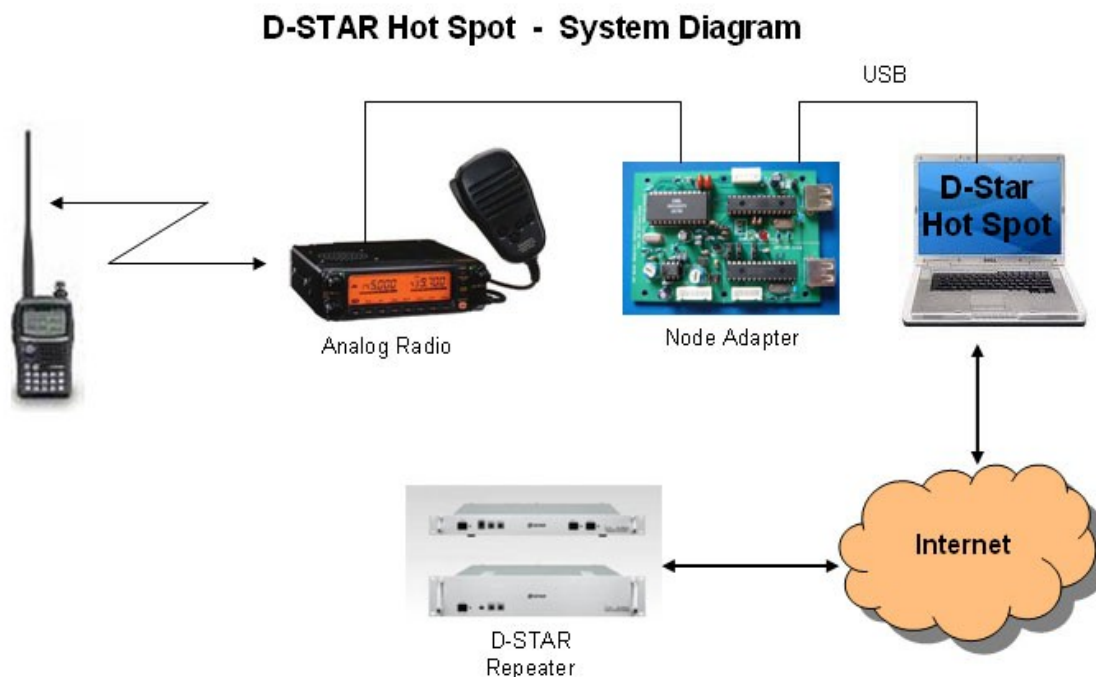 D-STAR Hot Spot - System Diagram
USB
D-Star
Hot Spot
Analog Radio
Node Adapter
Internet
D-STAR
Repeater